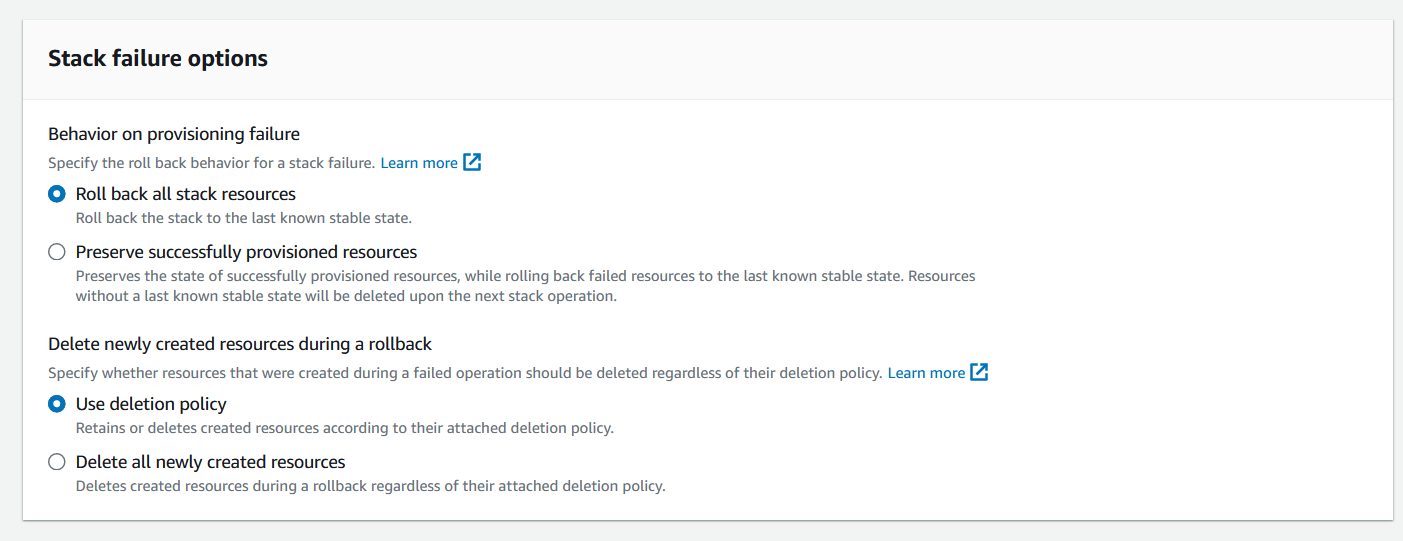 Stack failure options
Behavior on provisioning failure
Specify the roll back behavior for a stack failure. Learn more
Roll back all stack resources
Roll back the stack to the last known stable state.
Preserve successfully provisioned resources
Preserves the state of successfully provisioned resources, while rolling back failed resources to the last known stable state. Resources
without a last known stable state will be deleted upon the next stack operation.
Delete newly created resources during a rollback
Specify whether resources that were created during a failed operation should be deleted regardless of their deletion policy. Learn more
Use deletion policy
Retains or deletes created resources according to their attached deletion policy.
Delete all newly created resources
Deletes created resources during a rollback regardless of their attached deletion policy.